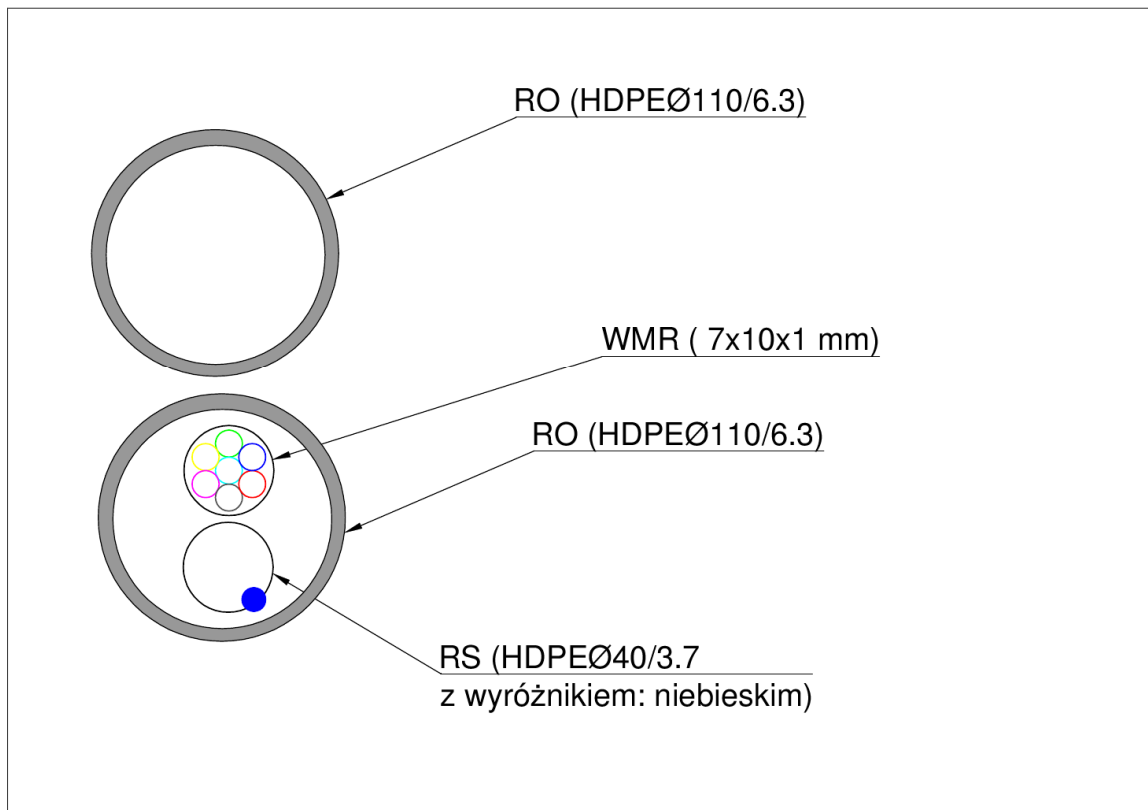 RO (HDPEØ110/6.3)
WMR ( 7x10x1 mm)
RO (HDPEØ110/6.3)
RS (HDPEØ40/3.7
z wyróżnikiem: niebieskim)